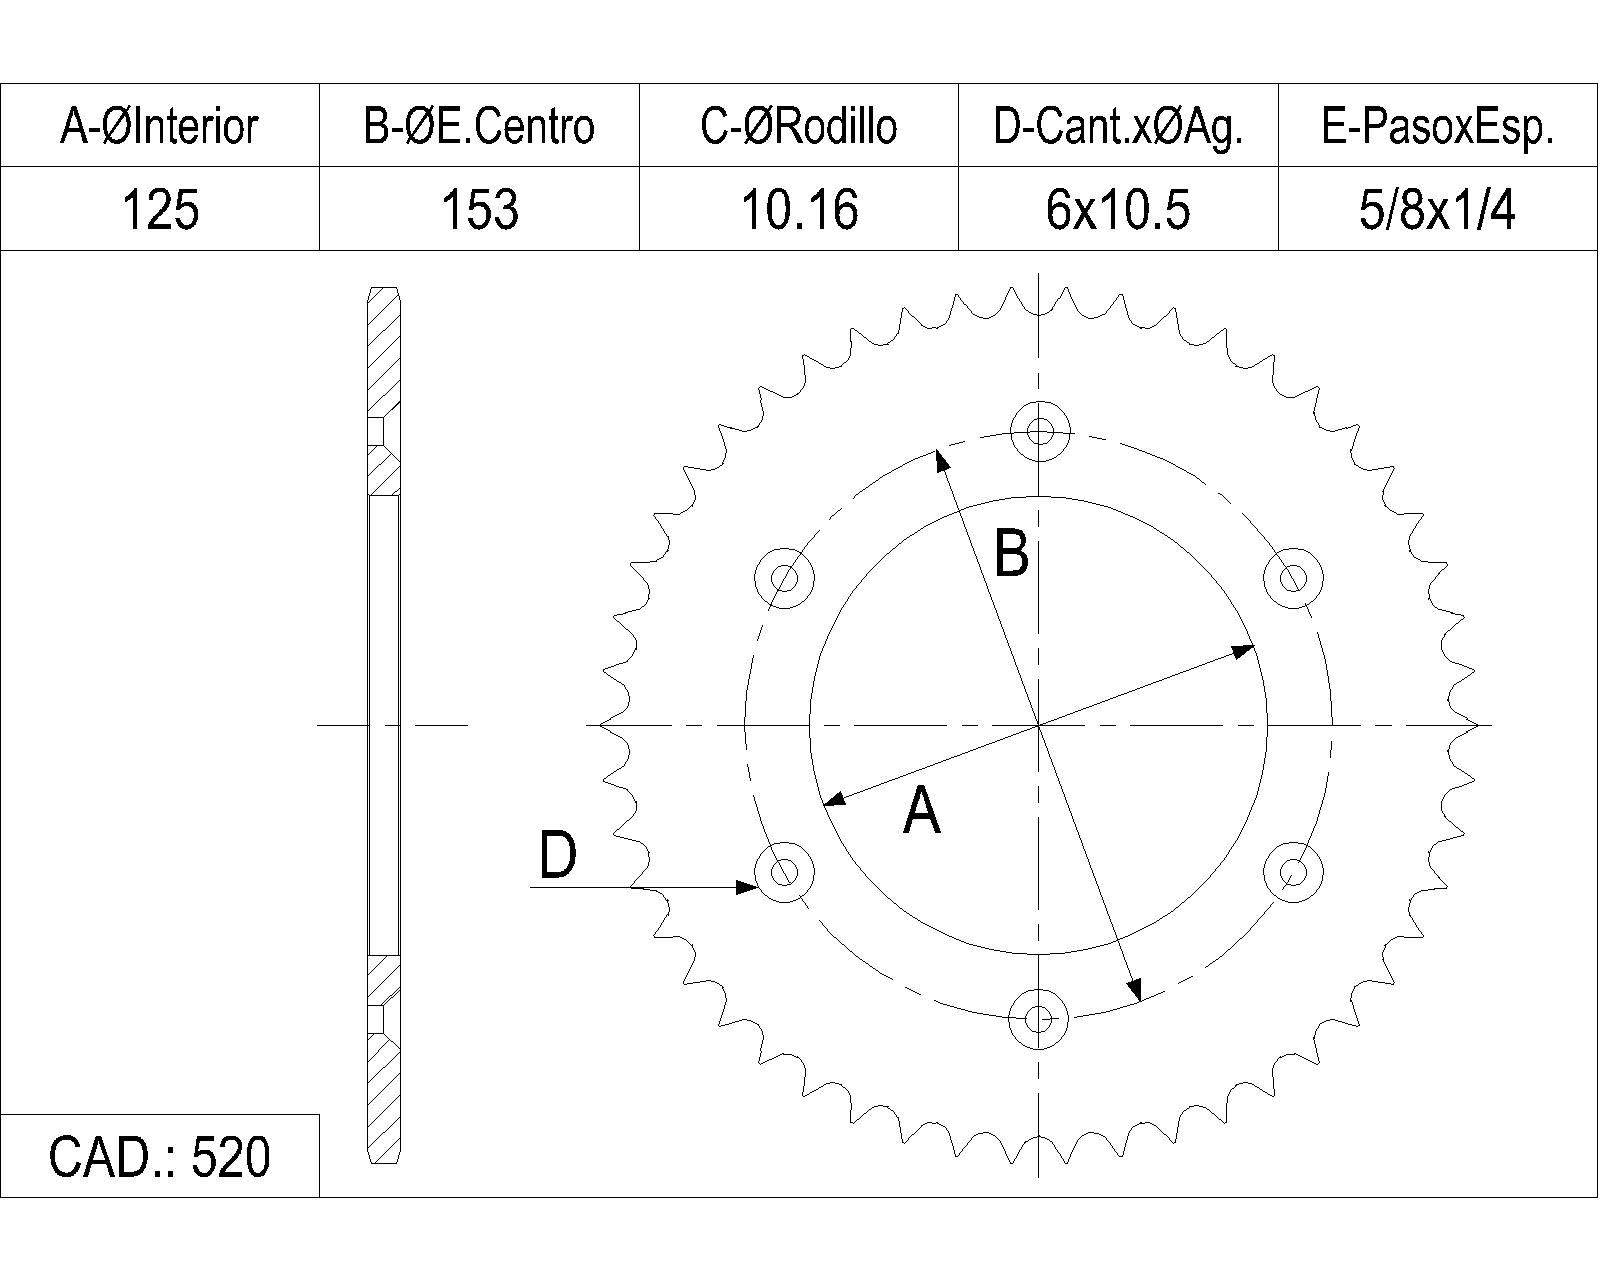 A-ØInterior B-ØE.Centro C-ØRodillo D-Cant.xØAg. E-PasoxEsp.
125 153 10.16 6x10.5 5/8x1/4
B
A
D
CAD.: 520